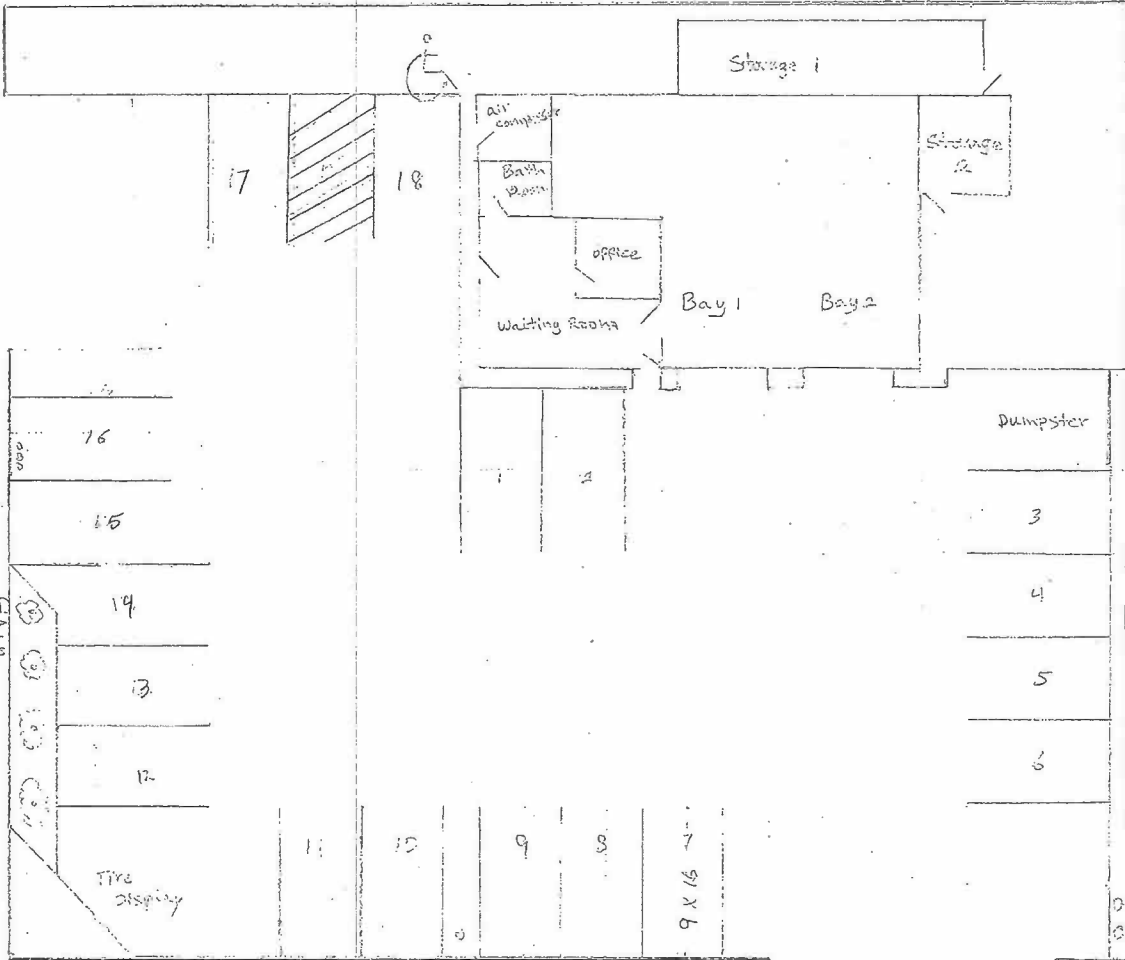 Storage 1
air
compresser
Storage
2
17
18
Bath
Room
office
Bay 1
Bay 2
Waiting Room
Dumpster
16
1
2
3
15
4
14
5
13
6
12
11
10
9
8
7
9 X 18
Tire
Display